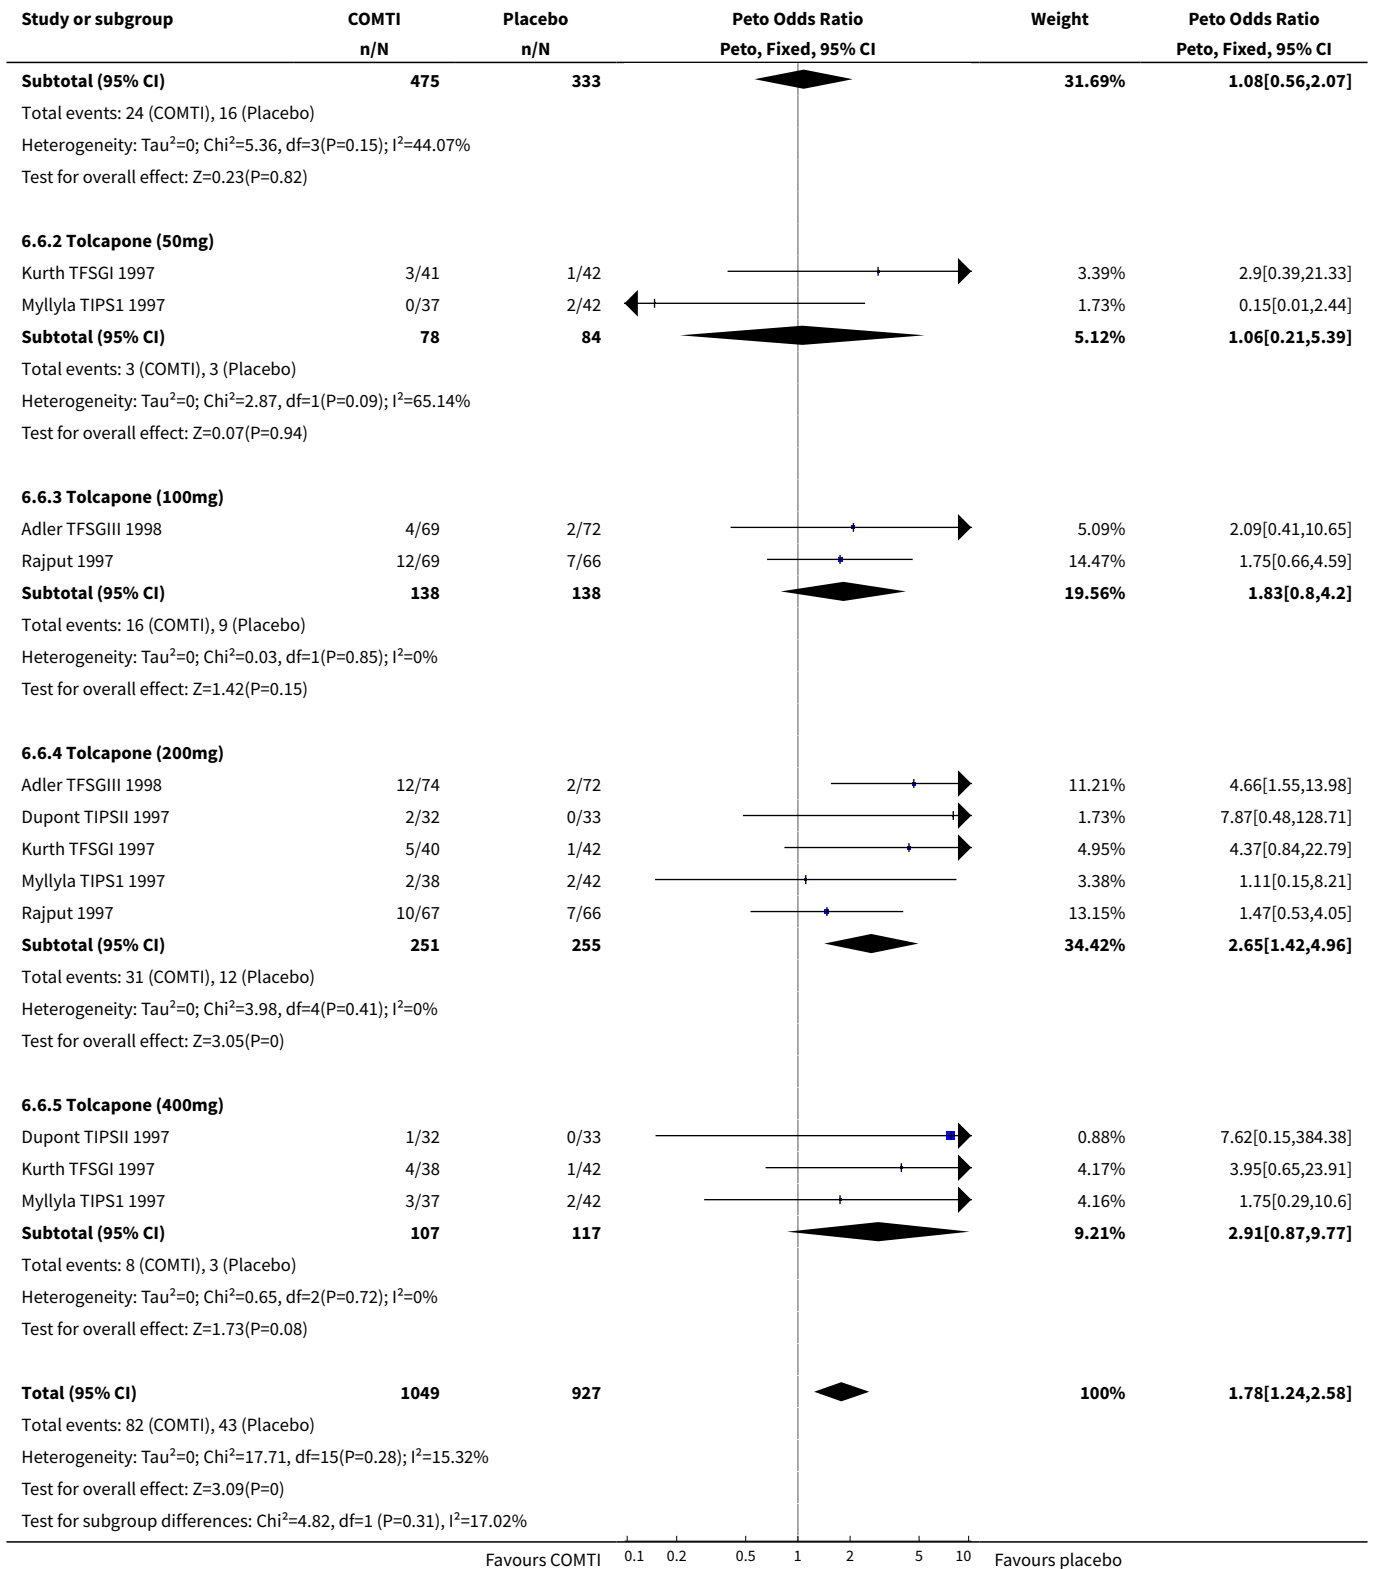 Study or subgroup COMTI Placebo Peto Odds Ratio Weight Peto Odds Ratio
n/N n/N Peto, Fixed, 95% CI Peto, Fixed, 95% CI
Subtotal (95% CI) 475 333 31.69% 1.08[0.56,2.07]
Total events: 24 (COMTI), 16 (Placebo)
Heterogeneity: Tau²=0; Chi²=5.36, df=3(P=0.15); I²=44.07%
Test for overall effect: Z=0.23(P=0.82)
6.6.2 Tolcapone (50mg)
Kurth TFSGI 1997 3/41 1/42 3.39% 2.9[0.39,21.33]
Myllyla TIPS1 1997 0/37 2/42 1.73% 0.15[0.01,2.44]
Subtotal (95% CI) 78 84 5.12% 1.06[0.21,5.39]
Total events: 3 (COMTI), 3 (Placebo)
Heterogeneity: Tau²=0; Chi²=2.87, df=1(P=0.09); I²=65.14%
Test for overall effect: Z=0.07(P=0.94)
6.6.3 Tolcapone (100mg)
Adler TFSGIII 1998 4/69 2/72 5.09% 2.09[0.41,10.65]
Rajput 1997 12/69 7/66 14.47% 1.75[0.66,4.59]
Subtotal (95% CI) 138 138 19.56% 1.83[0.8,4.2]
Total events: 16 (COMTI), 9 (Placebo)
Heterogeneity: Tau²=0; Chi²=0.03, df=1(P=0.85); I²=0%
Test for overall effect: Z=1.42(P=0.15)
6.6.4 Tolcapone (200mg)
Adler TFSGIII 1998 12/74 2/72 11.21% 4.66[1.55,13.98]
Dupont TIPSII 1997 2/32 0/33 1.73% 7.87[0.48,128.71]
Kurth TFSGI 1997 5/40 1/42 4.95% 4.37[0.84,22.79]
Myllyla TIPS1 1997 2/38 2/42 3.38% 1.11[0.15,8.21]
Rajput 1997 10/67 7/66 13.15% 1.47[0.53,4.05]
Subtotal (95% CI) 251 255 34.42% 2.65[1.42,4.96]
Total events: 31 (COMTI), 12 (Placebo)
Heterogeneity: Tau²=0; Chi²=3.98, df=4(P=0.41); I²=0%
Test for overall effect: Z=3.05(P=0)
6.6.5 Tolcapone (400mg)
Dupont TIPSII 1997 1/32 0/33 0.88% 7.62[0.15,384.38]
Kurth TFSGI 1997 4/38 1/42 4.17% 3.95[0.65,23.91]
Myllyla TIPS1 1997 3/37 2/42 4.16% 1.75[0.29,10.6]
Subtotal (95% CI) 107 117 9.21% 2.91[0.87,9.77]
Total events: 8 (COMTI), 3 (Placebo)
Heterogeneity: Tau²=0; Chi²=0.65, df=2(P=0.72); I²=0%
Test for overall effect: Z=1.73(P=0.08)
Total (95% CI) 1049 927 100% 1.78[1.24,2.58]
Total events: 82 (COMTI), 43 (Placebo)
Heterogeneity: Tau²=0; Chi²=17.71, df=15(P=0.28); I²=15.32%
Test for overall effect: Z=3.09(P=0)
Test for subgroup differences: Chi²=4.82, df=1 (P=0.31), I²=17.02%
Favours COMTI 0.1 0.2 0.5 1 2 5 10 Favours placebo